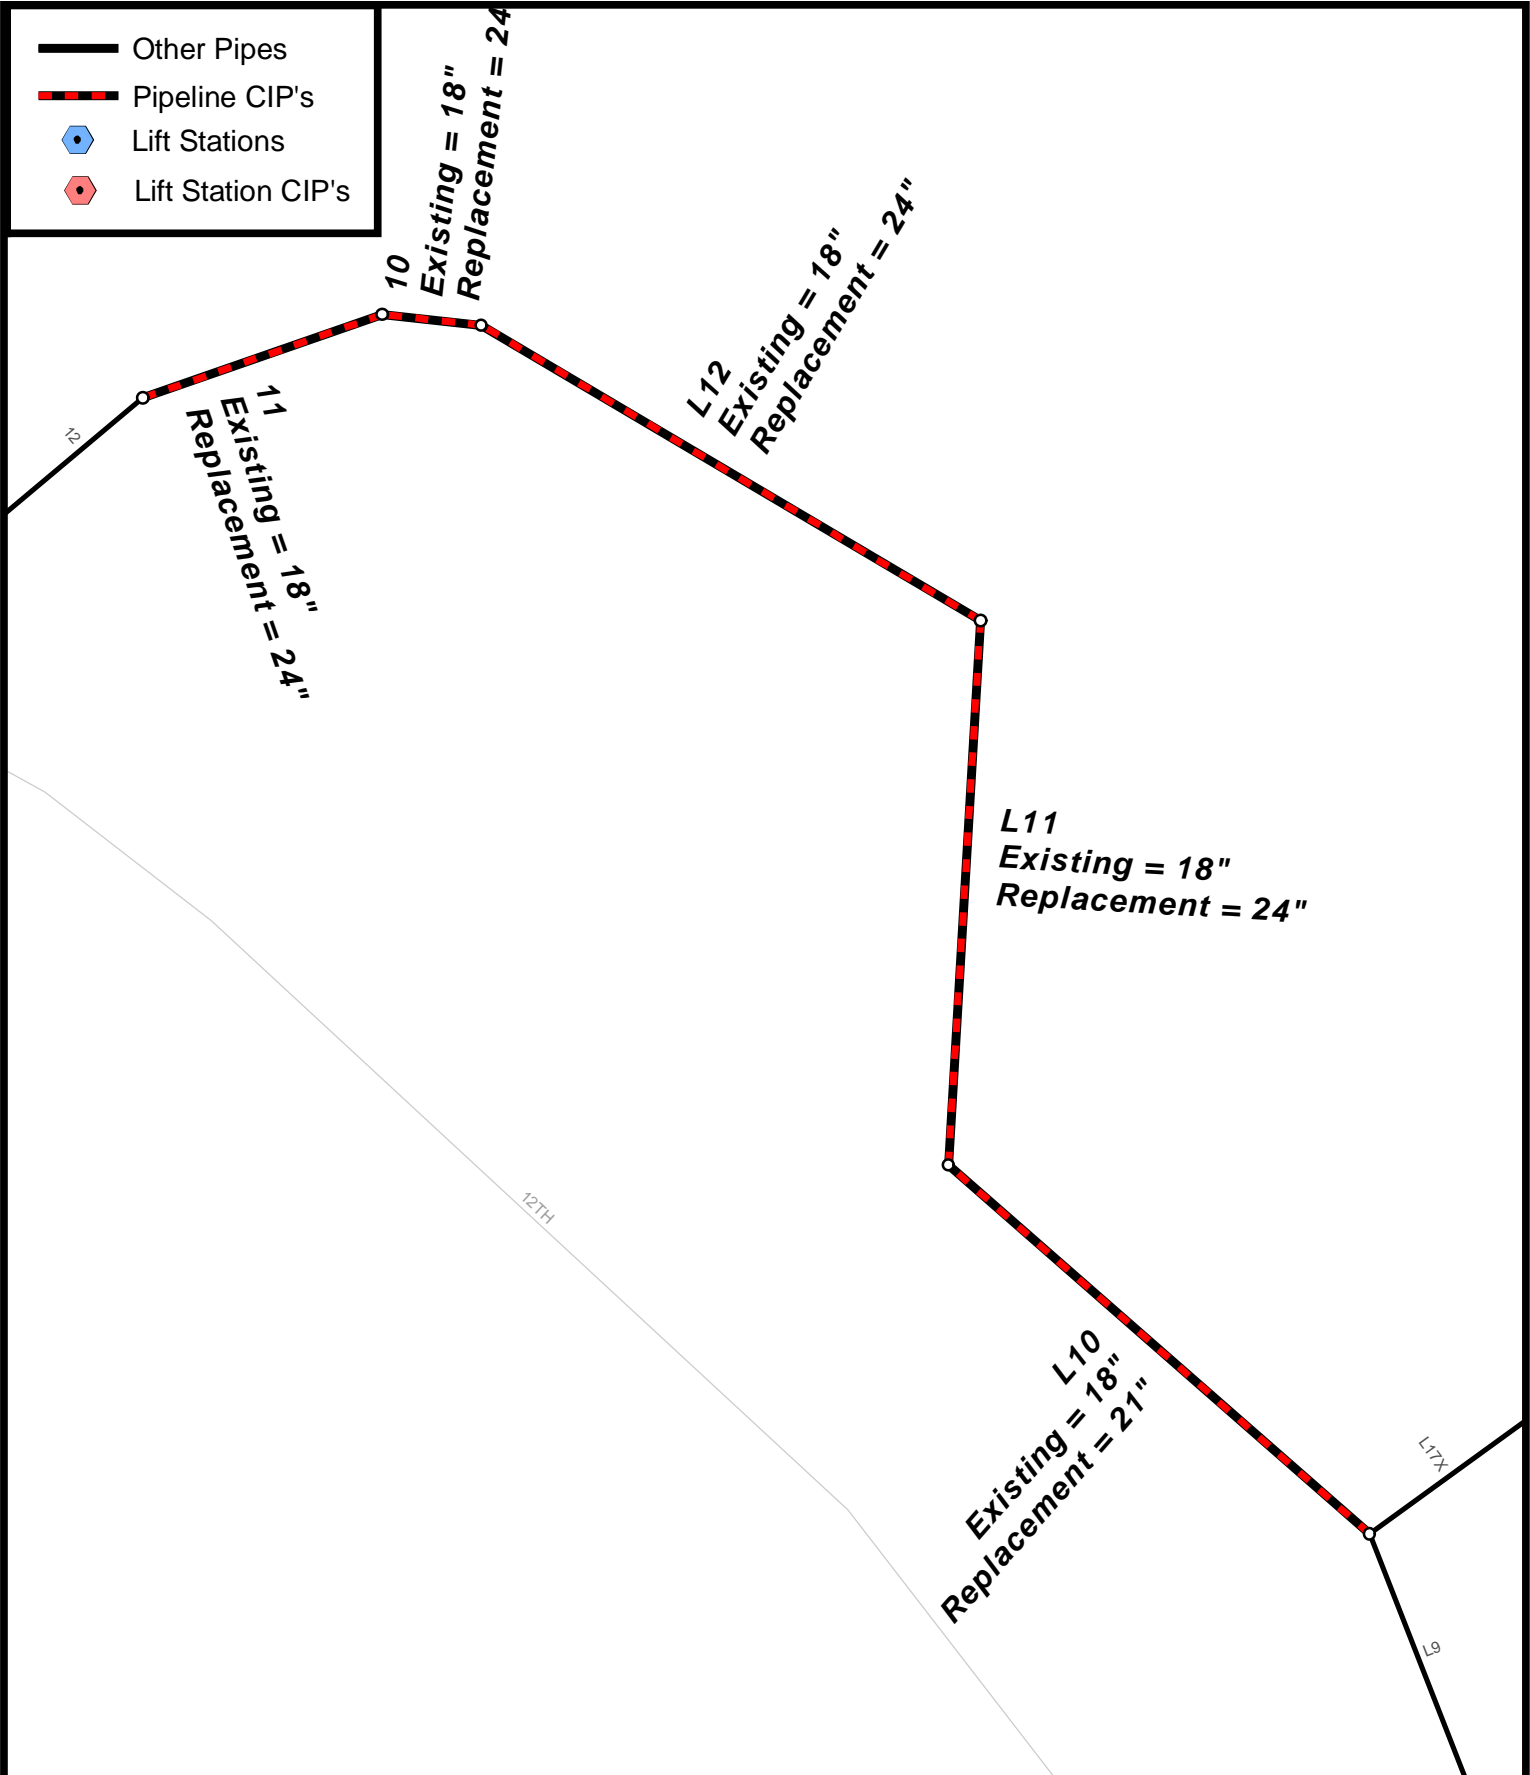 Other Pipes
Pipeline CIP's
Lift Stations
Lift Station CIP's
10
Existing = 18"
Replacement = 24
L12
Existing = 18"
Replacement = 24"
11
Existing = 18"
Replacement = 24"
12
L11
Existing = 18"
Replacement = 24"
12TH
L10
Existing = 18"
Replacement = 21"
L17X
L9